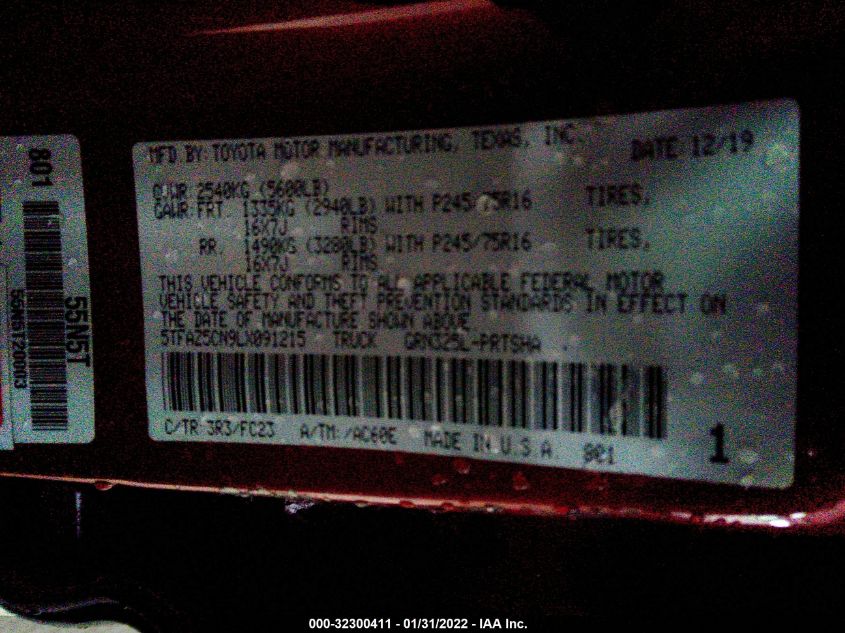 801
55N5T
MFD BY: TOYOTA MOTOR MANUFACTURING, TEXAS, INC. DATE: 12/19
GVWR: 2540KG (5600LB)
GAWR: FRT. 1335KG (2940LB) WITH P245/75R16 TIRES,
16X7J RIMS
RR. 1490KG (3280LB) WITH P245/75R16 TIRES,
16X7J RIMS
THIS VEHICLE CONFORMS TO ALL APPLICABLE FEDERAL MOTOR
VEHICLE SAFETY AND THEFT PREVENTION STANDARDS IN EFFECT ON
THE DATE OF MANUFACTURE SHOWN ABOVE.
5TFAZ5CN9LX091215 TRUCK GRN325L-PRTSHA
C/TR: 3R3/FC23 A/TM: /AC60E MADE IN U.S.A. 801 1
000-32300411 - 01/31/2022 - IAA Inc.